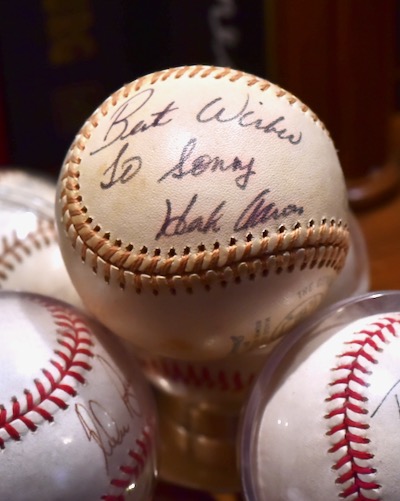 Best Wishes
To Sonny
Hank Aaron